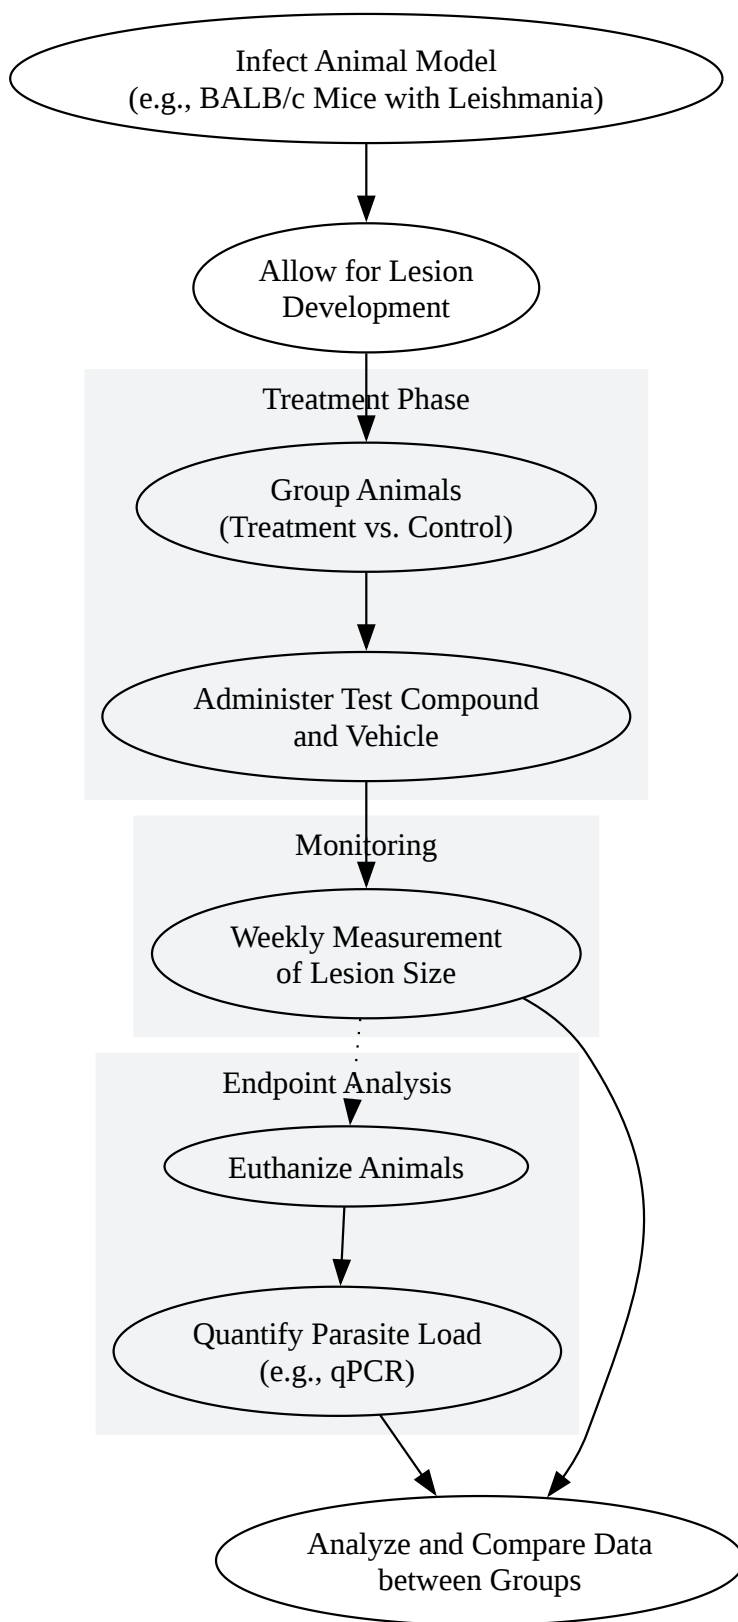 Infect Animal Model
(e.g., BALB/c Mice with Leishmania)
Allow for Lesion
Development
Treatment Phase
Group Animals
(Treatment vs. Control)
Administer Test Compound
and Vehicle
Monitoring
Weekly Measurement
of Lesion Size
Endpoint Analysis
Euthanize Animals
Quantify Parasite Load
(e.g., qPCR)
Analyze and Compare Data
between Groups